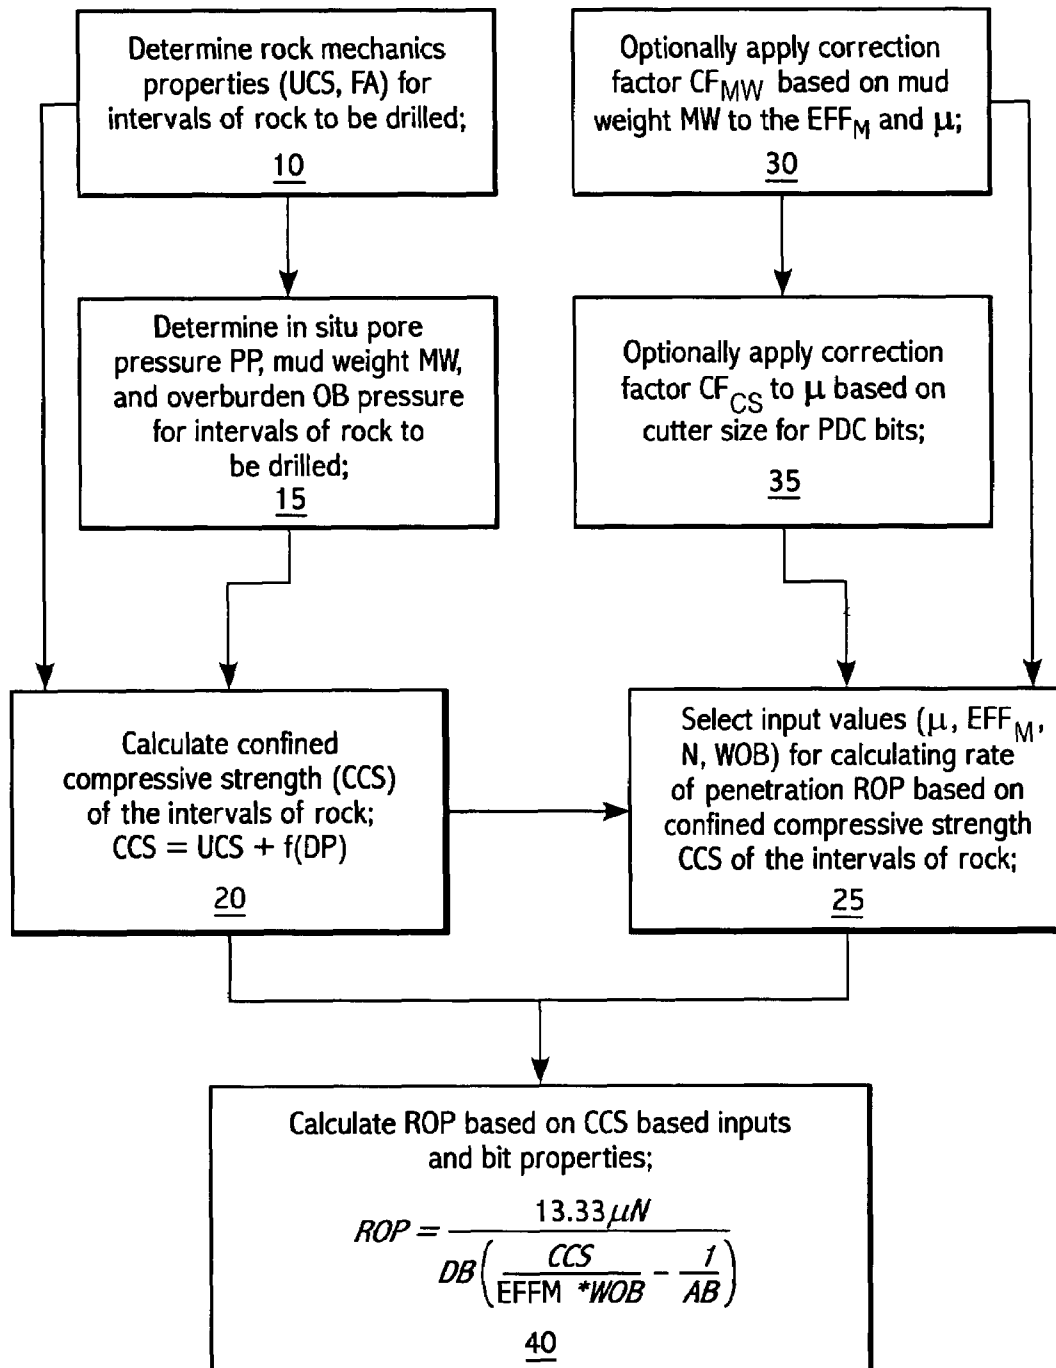 Determine rock mechanics
properties (UCS, FA) for
intervals of rock to be drilled;
10
Optionally apply correction
factor CF_MW based on mud
weight MW to the EFF_M and μ;
30
Determine in situ pore
pressure PP, mud weight MW,
and overburden OB pressure
for intervals of rock to
be drilled;
15
Optionally apply correction
factor CF_CS to μ based on
cutter size for PDC bits;
35
Calculate confined
compressive strength (CCS)
of the intervals of rock;
CCS = UCS + f(DP)
20
Select input values (μ, EFF_M,
N, WOB) for calculating rate
of penetration ROP based on
confined compressive strength
CCS of the intervals of rock;
25
Calculate ROP based on CCS based inputs
and bit properties;
ROP = 13.33μN / DB(CCS / EFFM *WOB - 1 / AB)
40